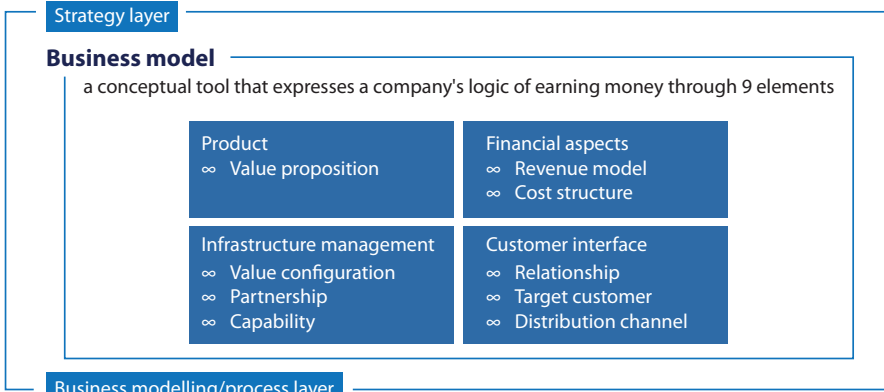 Strategy layer
Business model
a conceptual tool that expresses a company's logic of earning money through 9 elements
Product
∞ Value proposition
Financial aspects
∞ Revenue model
∞ Cost structure
Infrastructure management
∞ Value configuration
∞ Partnership
∞ Capability
Customer interface
∞ Relationship
∞ Target customer
∞ Distribution channel
Business modelling/process layer